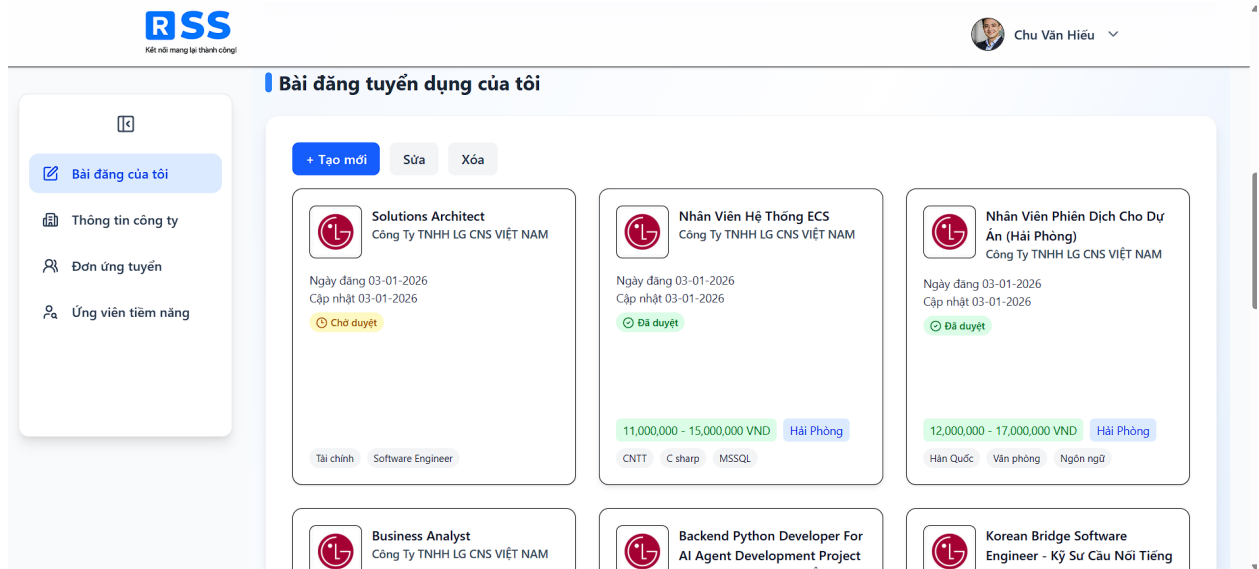 RSS
Kết nối mang lại thành công!
Chu Văn Hiếu
Bài đăng tuyển dụng của tôi
Bài đăng của tôi
Thông tin công ty
Đơn ứng tuyển
Ứng viên tiềm năng
+ Tạo mới Sửa Xóa
Solutions Architect
Công Ty TNHH LG CNS VIỆT NAM
Ngày đăng 03-01-2026
Cập nhật 03-01-2026
Chờ duyệt
Tài chính Software Engineer
Nhân Viên Hệ Thống ECS
Công Ty TNHH LG CNS VIỆT NAM
Ngày đăng 03-01-2026
Cập nhật 03-01-2026
Đã duyệt
11,000,000 - 15,000,000 VND Hải Phòng
CNTT C sharp MSSQL
Nhân Viên Phiên Dịch Cho Dự
Án (Hải Phòng)
Công Ty TNHH LG CNS VIỆT NAM
Ngày đăng 03-01-2026
Cập nhật 03-01-2026
Đã duyệt
12,000,000 - 17,000,000 VND Hải Phòng
Hàn Quốc Văn phòng Ngôn ngữ
Business Analyst
Công Ty TNHH LG CNS VIỆT NAM
Backend Python Developer For
AI Agent Development Project
Korean Bridge Software
Engineer - Kỹ Sư Cầu Nối Tiếng